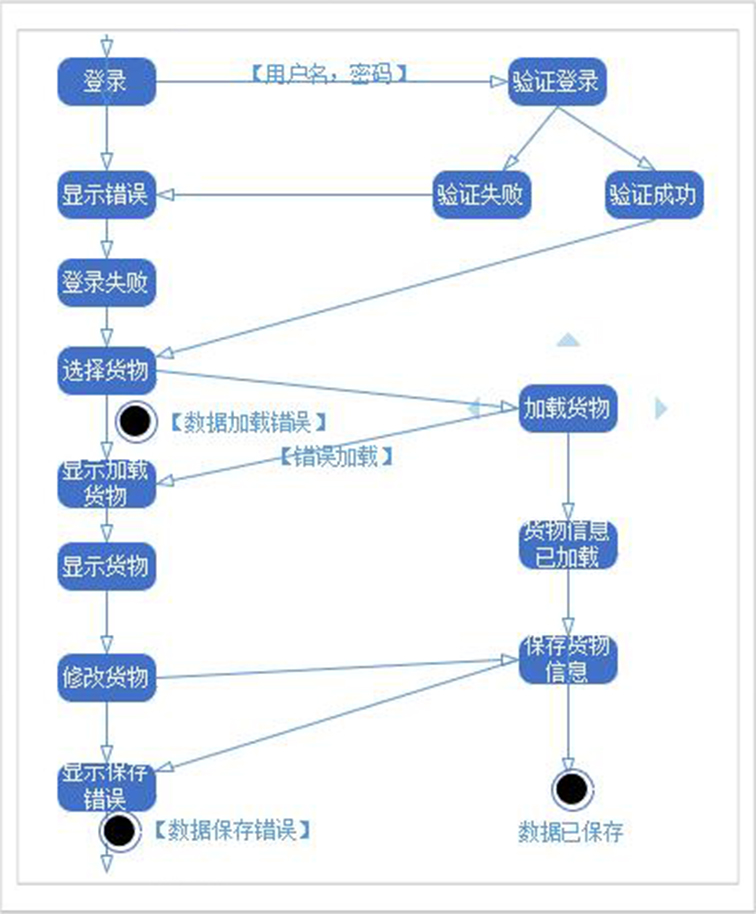 登录
【用户名，密码】
验证登录
显示错误
验证失败
验证成功
登录失败
选择货物
加载货物
【数据加载错误】
【错误加载】
显示加载
货物
货物信息
已加载
显示货物
保存货物
信息
修改货物
显示保存
错误
【数据保存错误】
数据已保存